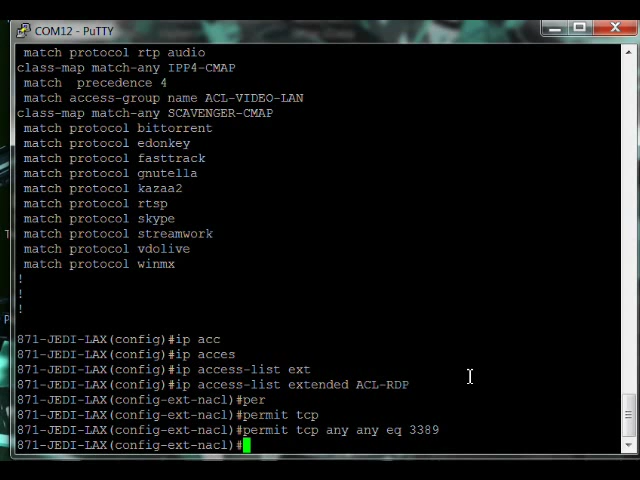 COM12 - PuTTY
match protocol rtp audio
class-map match-any IPP4-CMAP
match  precedence 4
match access-group name ACL-VIDEO-LAN
class-map match-any SCAVENGER-CMAP
match protocol bittorrent
match protocol edonkey
match protocol fasttrack
match protocol gnutella
match protocol kazaa2
match protocol rtsp
match protocol skype
match protocol streamwork
match protocol vdolive
match protocol winmx
!
!
!
871-JEDI-LAX(config)#ip acc
871-JEDI-LAX(config)#ip acces
871-JEDI-LAX(config)#ip access-list ext
871-JEDI-LAX(config)#ip access-list extended ACL-RDP
871-JEDI-LAX(config-ext-nacl)#per
871-JEDI-LAX(config-ext-nacl)#permit tcp
871-JEDI-LAX(config-ext-nacl)#permit tcp any any eq 3389
871-JEDI-LAX(config-ext-nacl)#